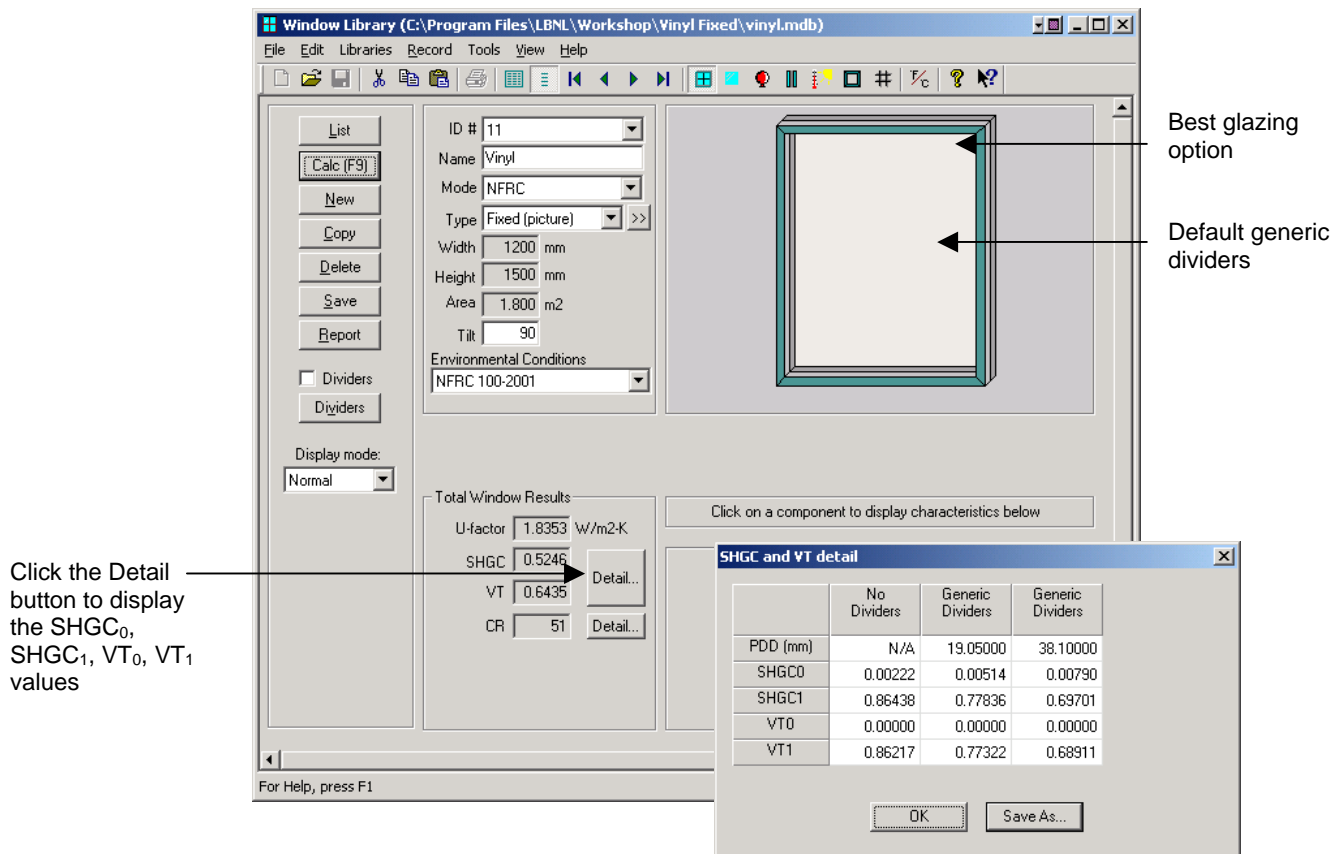 Window Library (C:\Program Files\LBNL\Workshop\Vinyl Fixed\vinyl.mdb)
File Edit Libraries Record Tools View Help
°F/C
List
Calc (F9)
New
Copy
Delete
Save
Report
Dividers
Dividers
Display mode:
Normal
ID # 11
Name Vinyl
Mode NFRC
Type Fixed (picture) >>
Width 1200 mm
Height 1500 mm
Area 1.800 m2
Tilt 90
Environmental Conditions
NFRC 100-2001
Best glazing
option
Default generic
dividers
Total Window Results
U-factor 1.8353 W/m2-K
SHGC 0.5246
VT 0.6435
Detail...
CR 51 Detail...
Click on a component to display characteristics below
Click the Detail
button to display
the SHGC₀,
SHGC₁, VT₀, VT₁
values
SHGC and VT detail
No Dividers Generic Dividers Generic Dividers
PDD (mm) N/A 19.05000 38.10000
SHGC0 0.00222 0.00514 0.00790
SHGC1 0.86438 0.77836 0.69701
VT0 0.00000 0.00000 0.00000
VT1 0.86217 0.77322 0.68911
OK Save As...
For Help, press F1